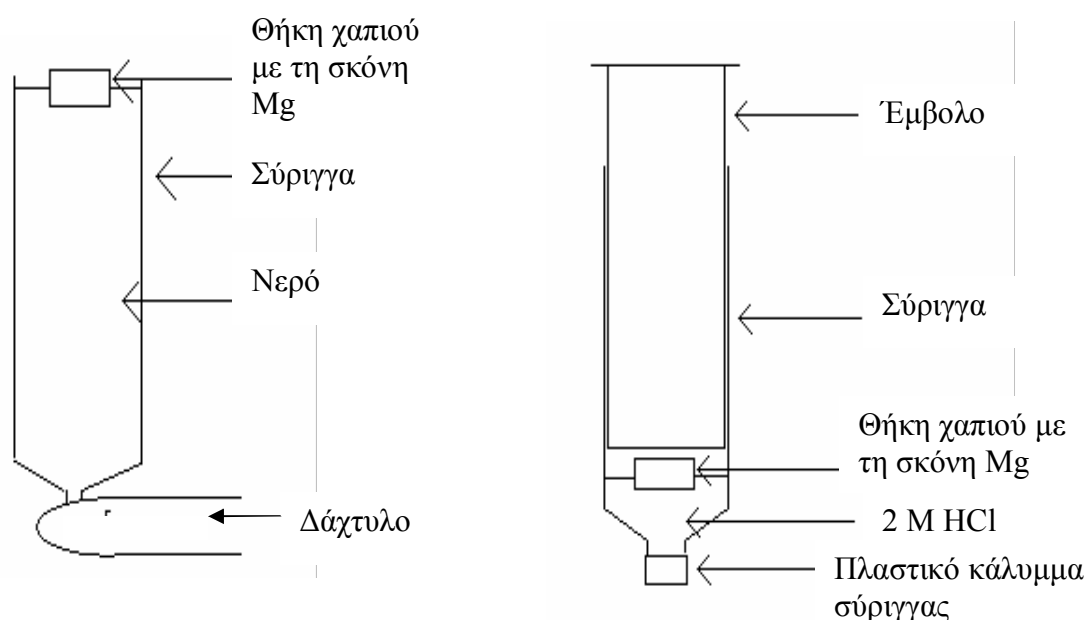 Θήκη χαπιού
με τη σκόνη
Mg
Σύριγγα
Νερό
Δάχτυλο
Έμβολο
Σύριγγα
Θήκη χαπιού με
τη σκόνη Mg
2 M HCl
Πλαστικό κάλυμμα
σύριγγας